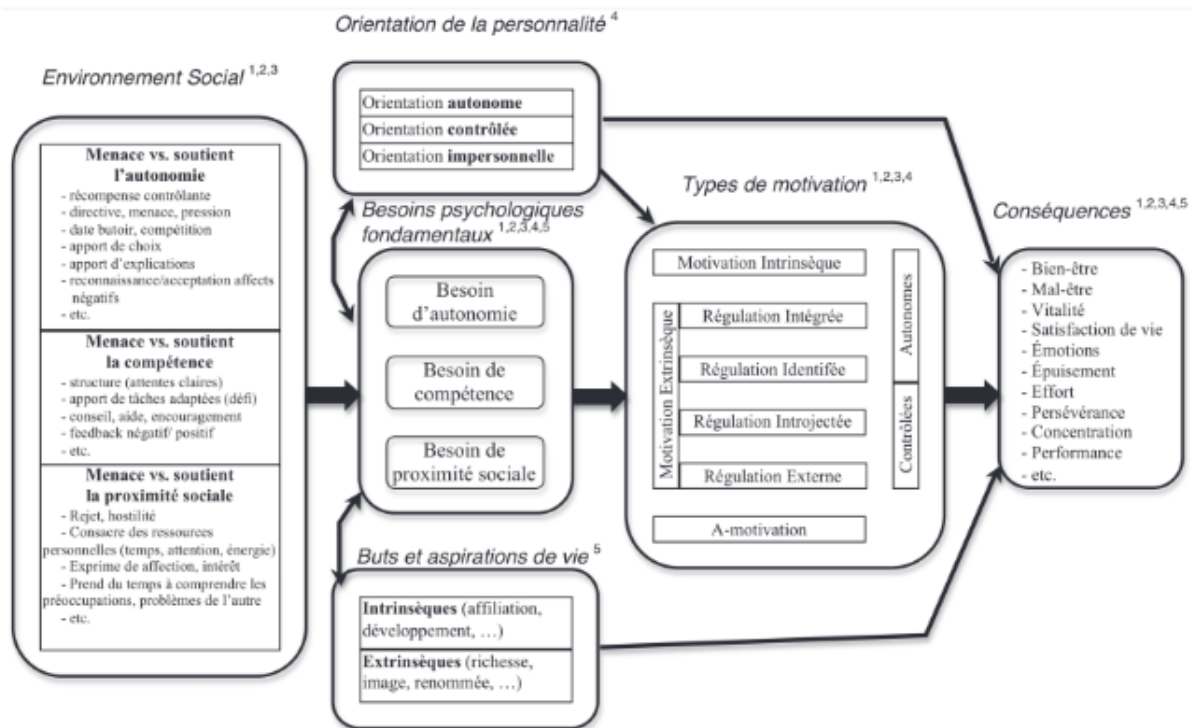 Orientation de la personnalité 4
Environnement Social 1,2,3
Menace vs. soutient
l'autonomie
- récompense contrôlante
- directive, menace, pression
- date butoir, compétition
- apport de choix
- apport d'explications
- reconnaissance/acceptation affects
négatifs
- etc.
Menace vs. soutient
la compétence
- structure (attentes claires)
- apport de tâches adaptées (défi)
- conseil, aide, encouragement
- feedback négatif/ positif
- etc.
Menace vs. soutient
la proximité sociale
- Rejet, hostilité
- Consacre des ressources
personnelles (temps, attention, énergie)
- Exprime de affection, intérêt
- Prend du temps à comprendre les
préoccupations, problèmes de l'autre
- etc.
Orientation autonome
Orientation contrôlée
Orientation impersonnelle
Besoins psychologiques
fondamentaux 1,2,3,4,5
Besoin
d'autonomie
Besoin de
compétence
Besoin de
proximité sociale
Buts et aspirations de vie 5
Intrinsèques (affiliation,
développement, …)
Extrinsèques (richesse,
image, renommée, …)
Types de motivation 1,2,3,4
Motivation Intrinsèque
Motivation Extrinsèque
Régulation Intégrée
Régulation Identifée
Régulation Introjectée
Régulation Externe
A-motivation
Autonomes
Contrôlées
Conséquences 1,2,3,4,5
- Bien-être
- Mal-être
- Vitalité
- Satisfaction de vie
- Émotions
- Épuisement
- Effort
- Persévérance
- Concentration
- Performance
- etc.